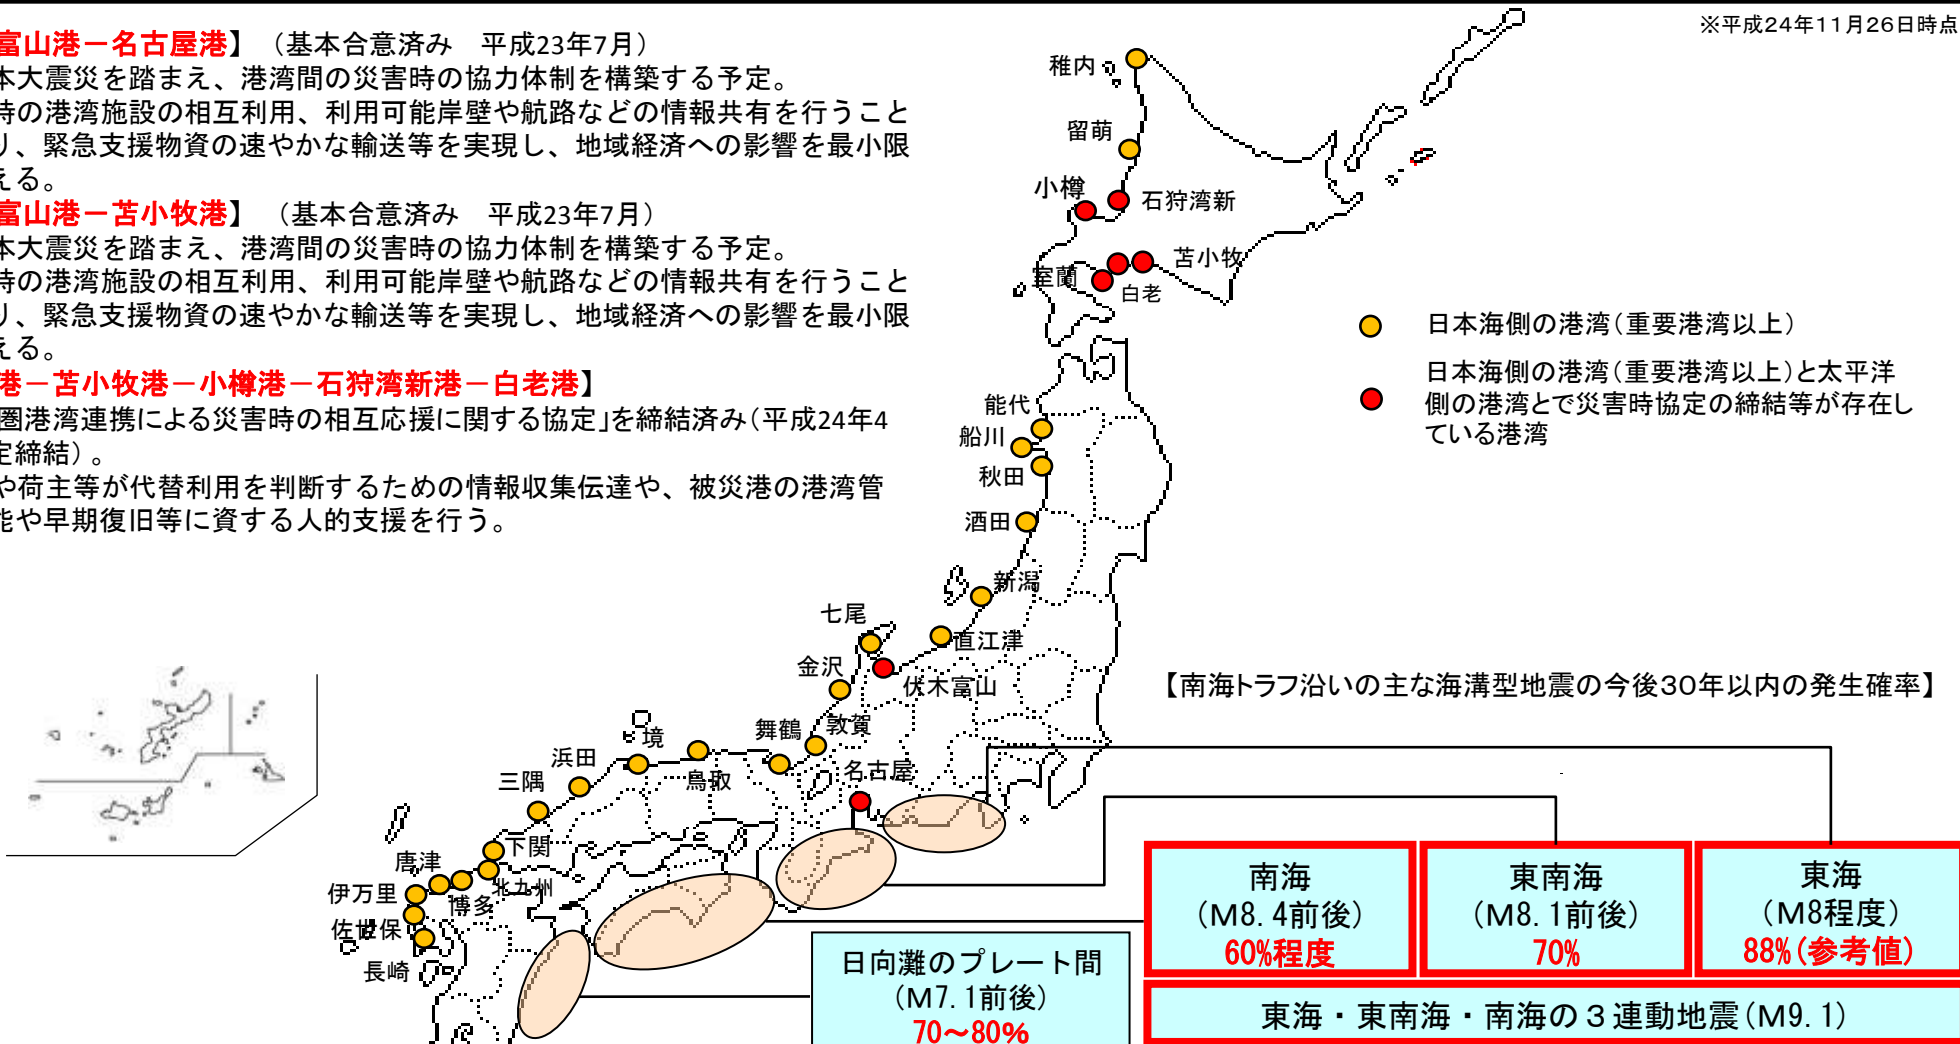 ※平成24年11月26日時点
富山港－名古屋港】（基本合意済み　平成23年7月）
本大震災を踏まえ、港湾間の災害時の協力体制を構築する予定。
時の港湾施設の相互利用、利用可能岸壁や航路などの情報共有を行うこと
り、緊急支援物資の速やかな輸送等を実現し、地域経済への影響を最小限
える。
富山港－苫小牧港】（基本合意済み　平成23年7月）
本大震災を踏まえ、港湾間の災害時の協力体制を構築する予定。
時の港湾施設の相互利用、利用可能岸壁や航路などの情報共有を行うこと
り、緊急支援物資の速やかな輸送等を実現し、地域経済への影響を最小限
える。
港－苫小牧港－小樽港－石狩湾新港－白老港】
圏港湾連携による災害時の相互応援に関する協定」を締結済み（平成24年4
定締結）。
や荷主等が代替利用を判断するための情報収集伝達や、被災港の港湾管
能や早期復旧等に資する人的支援を行う。
稚内
留萌
小樽
石狩湾新
苫小牧
室蘭
白老
日本海側の港湾（重要港湾以上）
日本海側の港湾（重要港湾以上）と太平洋
側の港湾とで災害時協定の締結等が存在し
ている港湾
能代
船川
秋田
酒田
新潟
七尾
直江津
金沢
伏木富山
敦賀
舞鶴
境
鳥取
浜田
三隅
名古屋
下関
唐津
北九州
伊万里
博多
佐世保
長崎
【南海トラフ沿いの主な海溝型地震の今後30年以内の発生確率】
南海
（M8.4前後）
60%程度
東南海
（M8.1前後）
70%
東海
（M8程度）
88%（参考値）
日向灘のプレート間
（M7.1前後）
70～80%
東海・東南海・南海の３連動地震（M9.1）